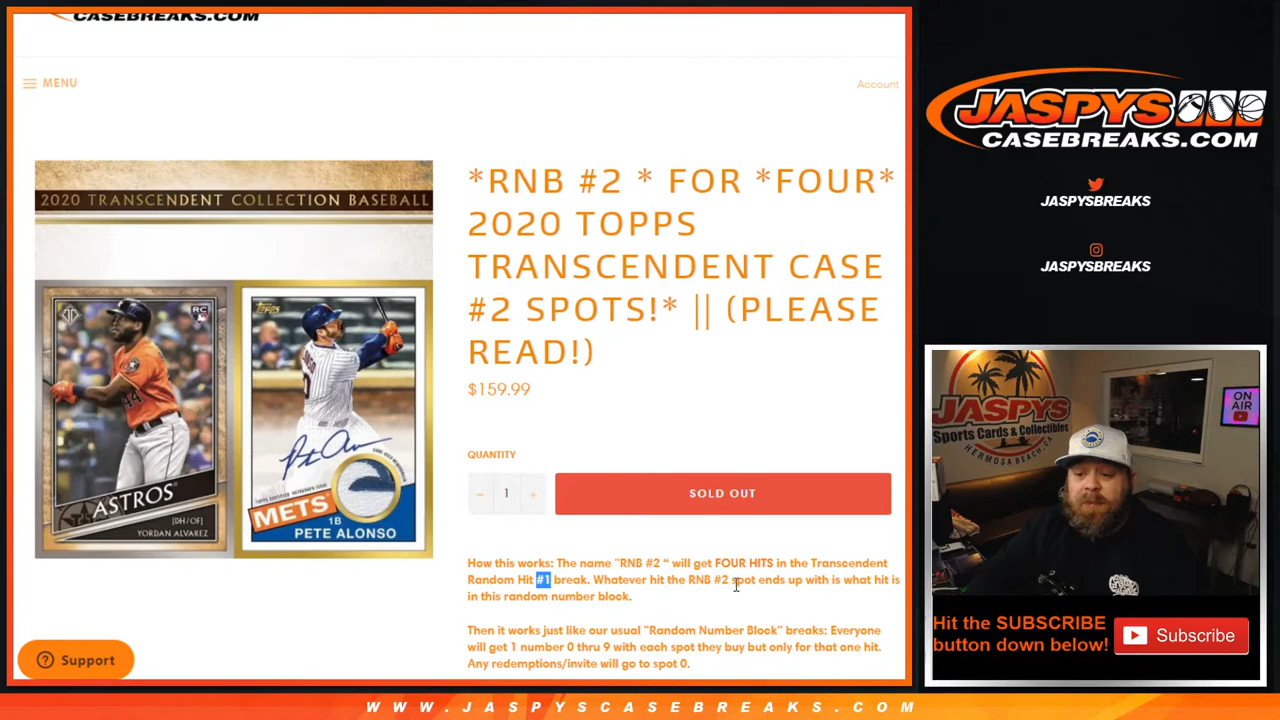 CASEBREAKS.COM
MENU
Account
2020 TRANSCENDENT COLLECTION BASEBALL
RC
44
ASTROS
[DH/OF]
YORDAN ALVAREZ
Topps
METS
1B
PETE ALONSO
*RNB #2 * FOR *FOUR*
2020 TOPPS
TRANSCENDENT CASE
#2 SPOTS!* || (PLEASE
READ!)
$159.99
QUANTITY
− 1 +
SOLD OUT
How this works: The name "RNB #2 " will get FOUR HITS in the Transcendent
Random Hit #1 break. Whatever hit the RNB #2 spot ends up with is what hit is
in this random number block.
Then it works just like our usual "Random Number Block" breaks: Everyone
will get 1 number 0 thru 9 with each spot they buy but only for that one hit.
Any redemptions/invite will go to spot 0.
Support
JASPYS
CASEBREAKS.COM
JASPYSBREAKS
JASPYSBREAKS
JASPYS
Sports Cards & Collectibles
HERMOSA BEACH, CA
ON AIR
Hit the SUBSCRIBE
button down below!
Subscribe
WWW.JASPYSCASEBREAKS.COM